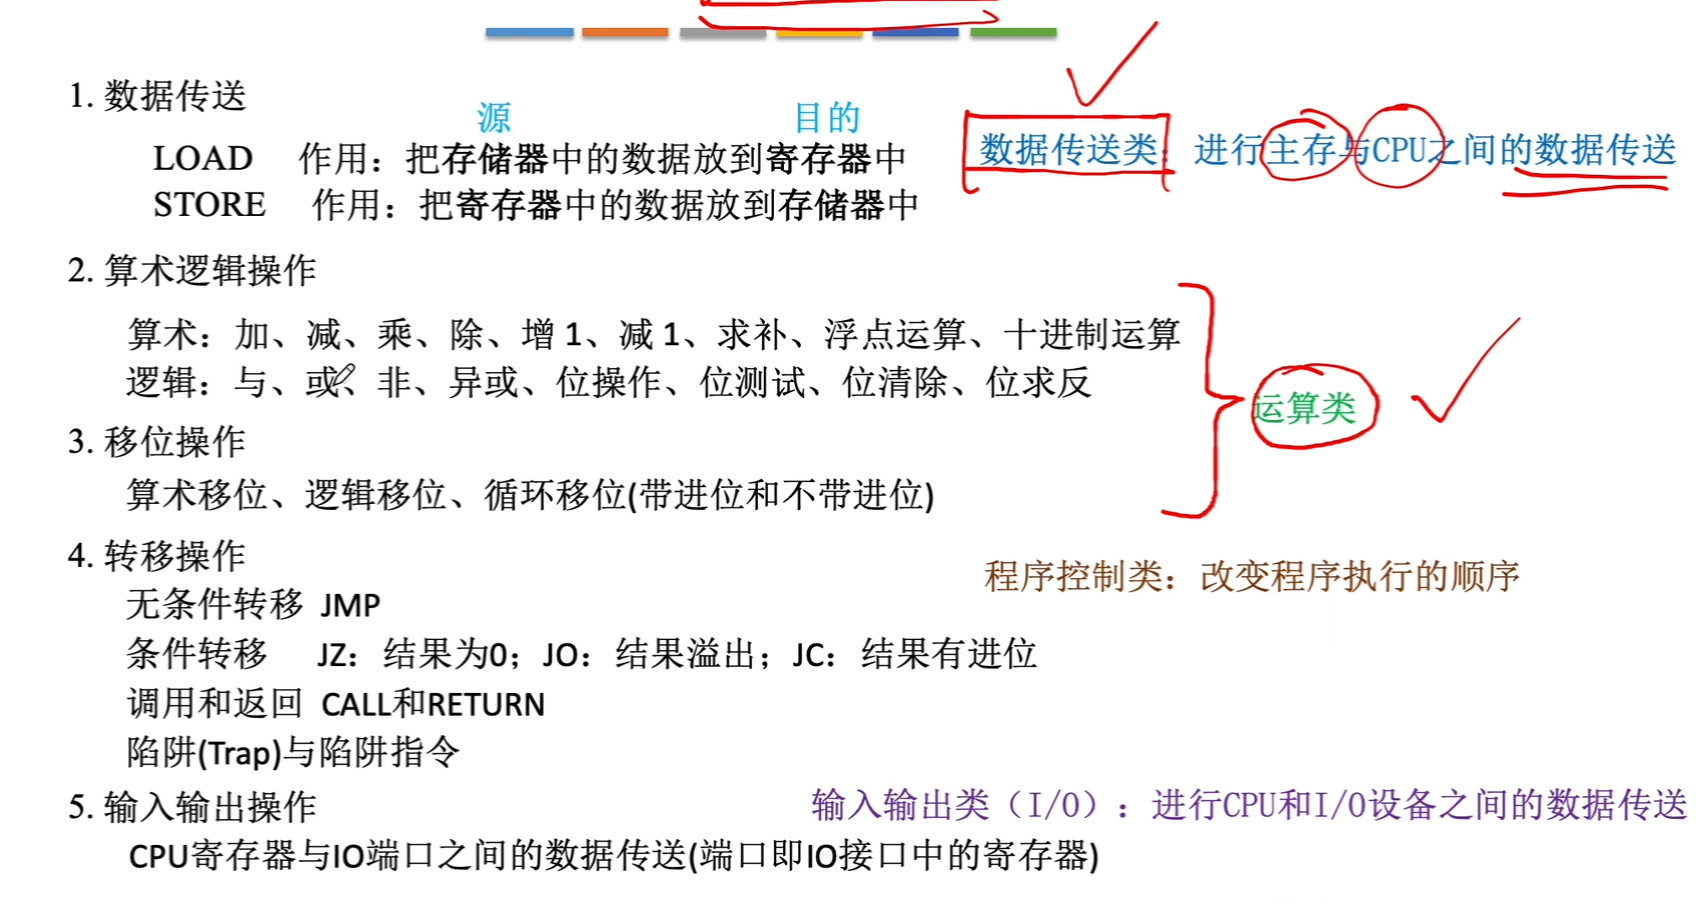 1. 数据传送
源 目的
LOAD 作用：把存储器中的数据放到寄存器中
数据传送类：进行主存与CPU之间的数据传送
STORE 作用：把寄存器中的数据放到存储器中
2. 算术逻辑操作
算术：加、减、乘、除、增 1、减 1、求补、浮点运算、十进制运算
逻辑：与、或、非、异或、位操作、位测试、位清除、位求反
运算类
3. 移位操作
算术移位、逻辑移位、循环移位(带进位和不带进位)
4. 转移操作
程序控制类：改变程序执行的顺序
无条件转移 JMP
条件转移 JZ：结果为0；JO：结果溢出；JC：结果有进位
调用和返回 CALL和RETURN
陷阱(Trap)与陷阱指令
5. 输入输出操作
输入输出类（I/O）：进行CPU和I/O设备之间的数据传送
CPU寄存器与IO端口之间的数据传送(端口即IO接口中的寄存器)